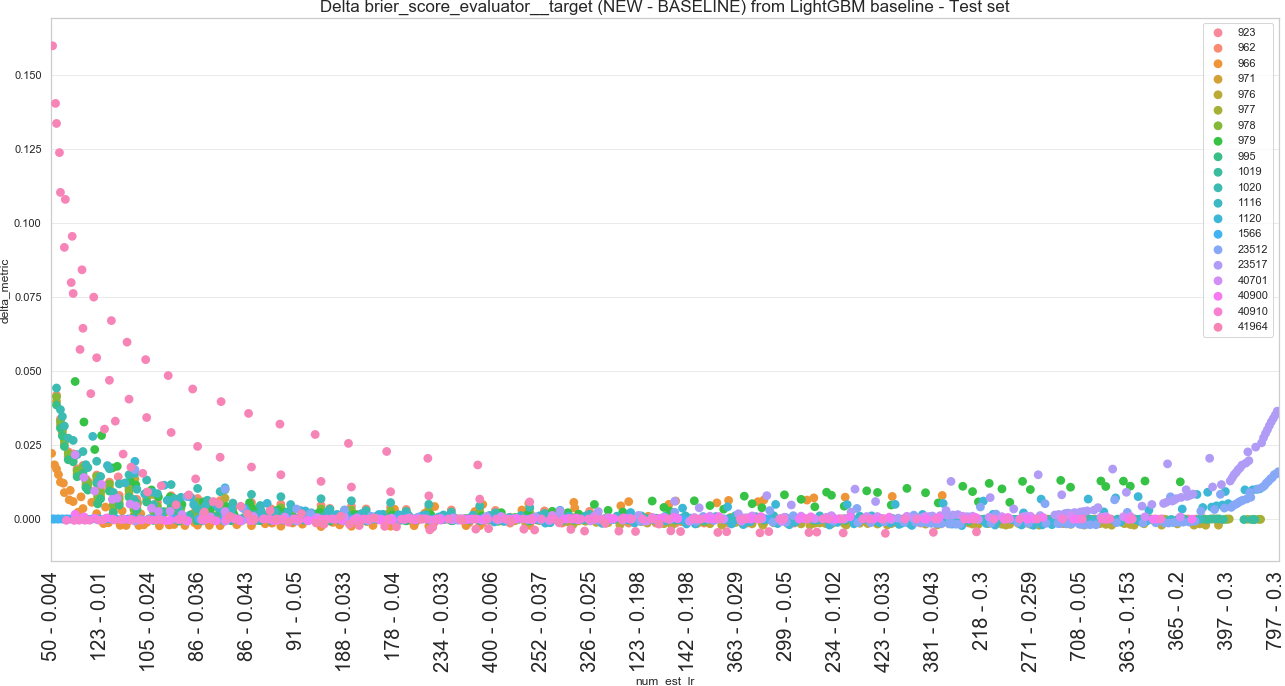 Delta brier_score_evaluator__target (NEW - BASELINE) from LightGBM baseline - Test set
delta_metric
0.150
0.125
0.100
0.075
0.050
0.025
0.000
923
962
966
971
976
977
978
979
995
1019
1020
1116
1120
1566
23512
23517
40701
40900
40910
41964
50 - 0.004
123 - 0.01
105 - 0.024
86 - 0.036
86 - 0.043
91 - 0.05
188 - 0.033
178 - 0.04
234 - 0.033
400 - 0.006
252 - 0.037
326 - 0.025
123 - 0.198
142 - 0.198
363 - 0.029
299 - 0.05
234 - 0.102
423 - 0.033
381 - 0.043
218 - 0.3
271 - 0.259
708 - 0.05
363 - 0.153
365 - 0.2
397 - 0.3
797 - 0.3
num_est_lr